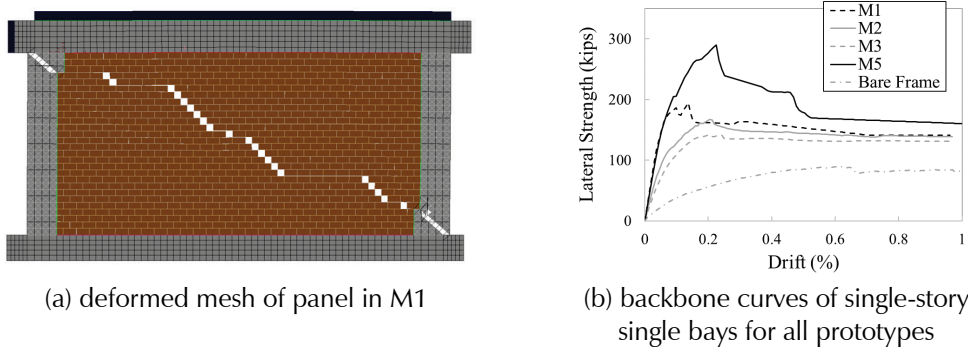 (a) deformed mesh of panel in M1
Lateral Strength (kips)
300
200
100
0
0
0.2
0.4
0.6
0.8
1
Drift (%)
M1
M2
M3
M5
Bare Frame
(b) backbone curves of single-story
single bays for all prototypes